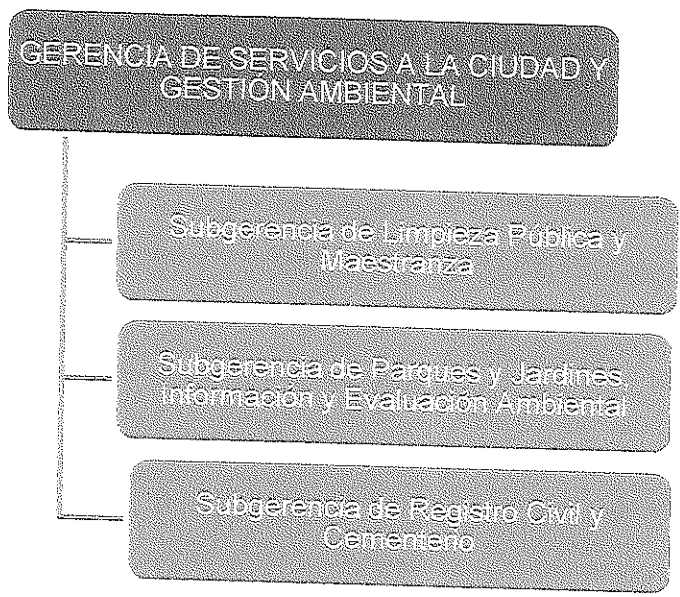 GERENCIA DE SERVICIOS A LA CIUDAD Y
GESTIÓN AMBIENTAL
Subgerencia de Limpieza Pública y
Maestranza
Subgerencia de Parques y Jardines,
Información y Evaluación Ambiental
Subgerencia de Registro Civil y
Cementerio